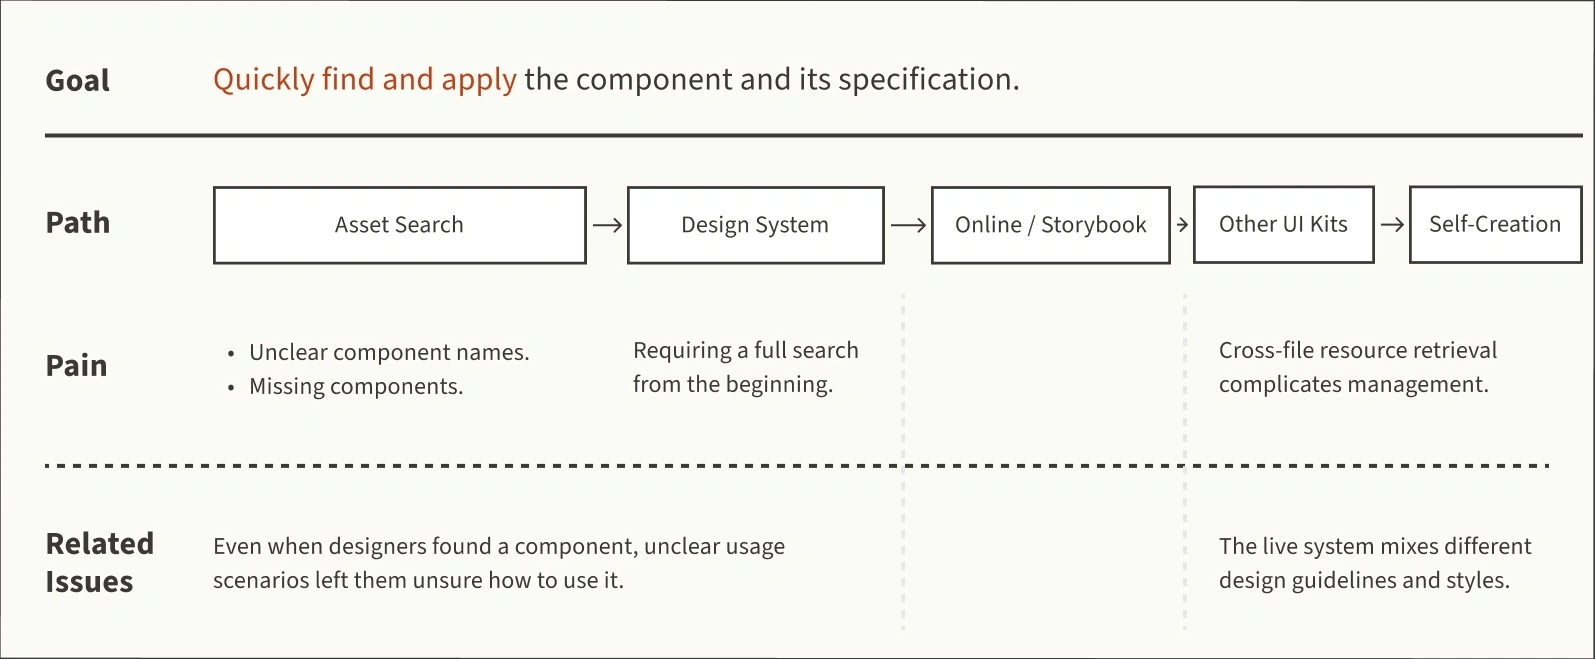 Goal
Quickly find and apply the component and its specification.
Path
Asset Search
Design System
Online / Storybook
Other UI Kits
Self-Creation
Pain
• Unclear component names.
• Missing components.
Requiring a full search
from the beginning.
Cross-file resource retrieval
complicates management.
Related
Issues
Even when designers found a component, unclear usage
scenarios left them unsure how to use it.
The live system mixes different
design guidelines and styles.